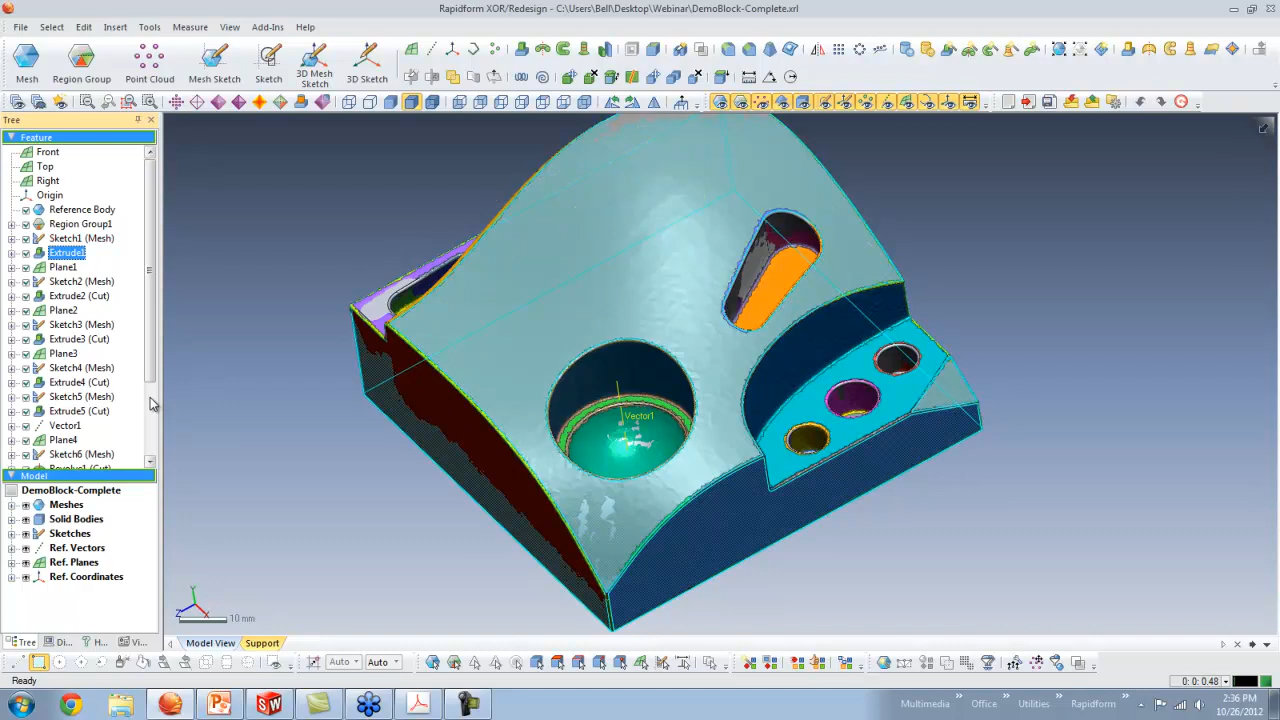 Rapidform XOR/Redesign - C:\Users\Bell\Desktop\Webinar\DemoBlock-Complete.xrl
File Select Edit Insert Tools Measure View Add-Ins Help
Mesh Region Group Point Cloud Mesh Sketch Sketch 3D Mesh Sketch 3D Sketch
Tree
Feature
Front
Top
Right
Origin
Reference Body
Region Group1
Sketch1 (Mesh)
Extrude1
Plane1
Sketch2 (Mesh)
Extrude2 (Cut)
Plane2
Sketch3 (Mesh)
Extrude3 (Cut)
Plane3
Sketch4 (Mesh)
Extrude4 (Cut)
Sketch5 (Mesh)
Extrude5 (Cut)
Vector1
Plane4
Sketch6 (Mesh)
Revolve1 (Cut)
Model
DemoBlock-Complete
Meshes
Solid Bodies
Sketches
Ref. Vectors
Ref. Planes
Ref. Coordinates
Vector1
Y
Z X
10 mm
Tree Di... H... Vi...
Model View Support
Auto Auto
Ready
0: 0: 0.48
Multimedia Office Utilities Rapidform
2:36 PM
10/26/2012